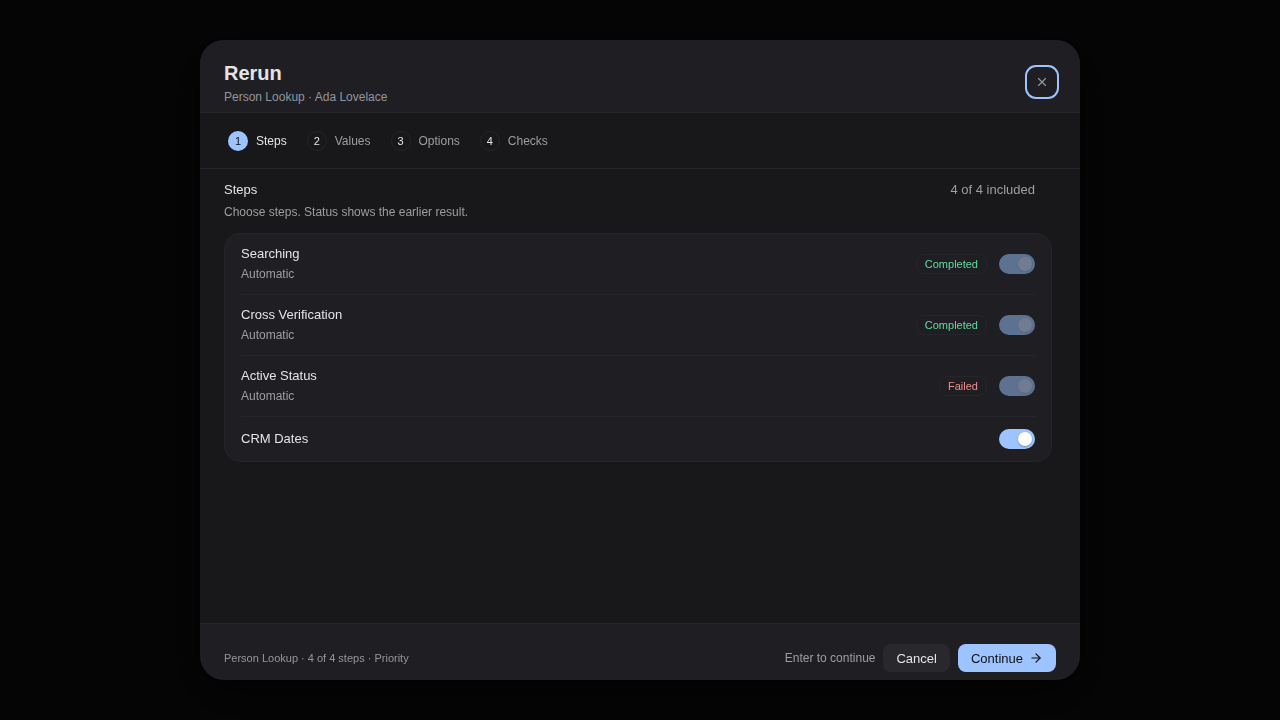 Rerun
Person Lookup · Ada Lovelace
1 Steps 2 Values 3 Options 4 Checks
Steps 4 of 4 included
Choose steps. Status shows the earlier result.
Searching
Automatic
Completed
Cross Verification
Automatic
Completed
Active Status
Automatic
Failed
CRM Dates
Person Lookup · 4 of 4 steps · Priority Enter to continue Cancel Continue